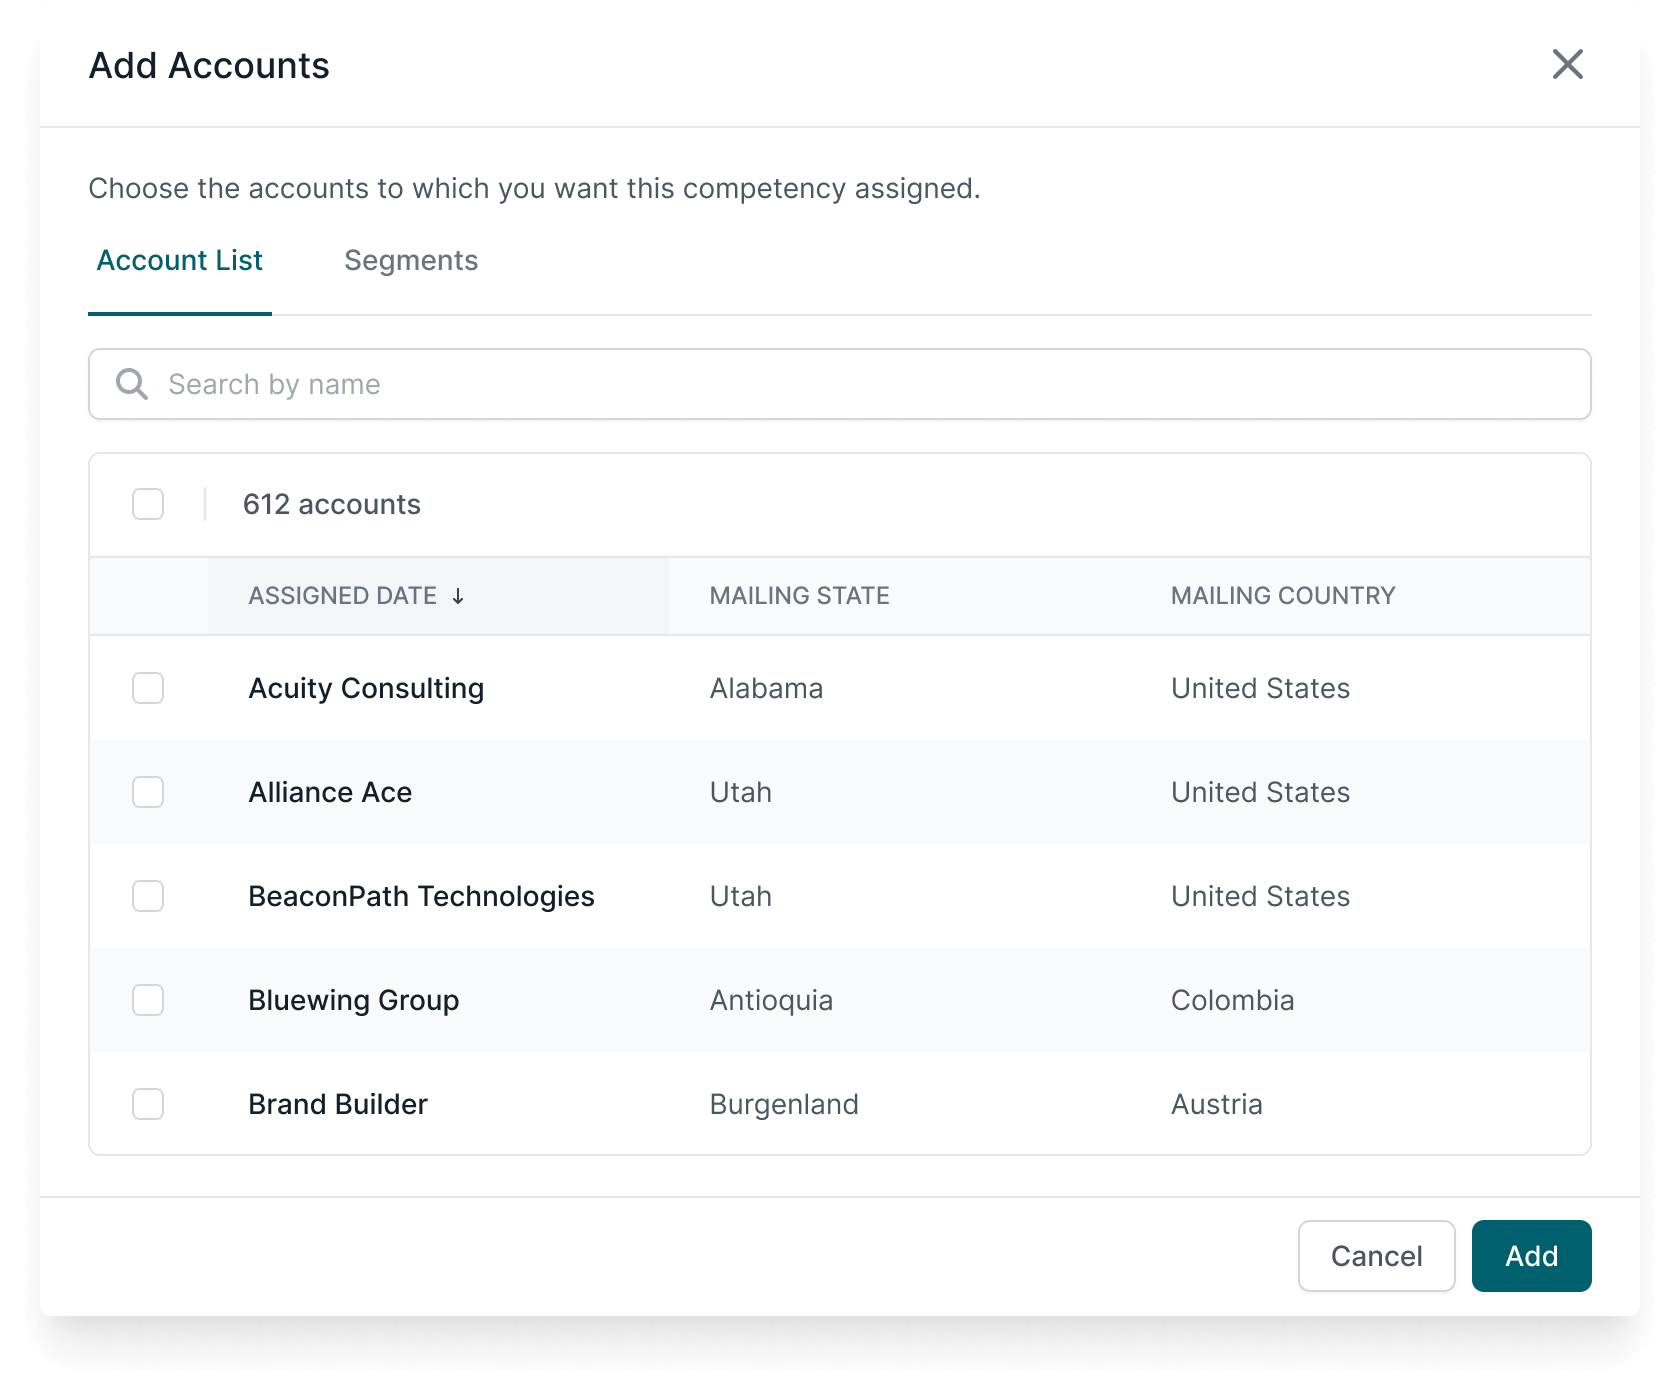 Add Accounts
Choose the accounts to which you want this competency assigned.
Account List Segments
Search by name
612 accounts
ASSIGNED DATE ↓ MAILING STATE MAILING COUNTRY
Acuity Consulting Alabama United States
Alliance Ace Utah United States
BeaconPath Technologies Utah United States
Bluewing Group Antioquia Colombia
Brand Builder Burgenland Austria
Cancel Add